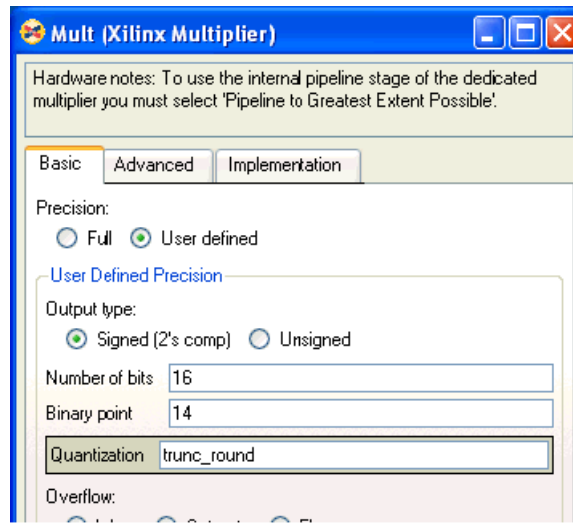 Mult (Xilinx Multiplier)
Hardware notes: To use the internal pipeline stage of the dedicated
multiplier you must select 'Pipeline to Greatest Extent Possible'.
Basic Advanced Implementation
Precision:
Full User defined
User Defined Precision
Output type:
Signed (2's comp) Unsigned
Number of bits 16
Binary point 14
Quantization trunc_round
Overflow: